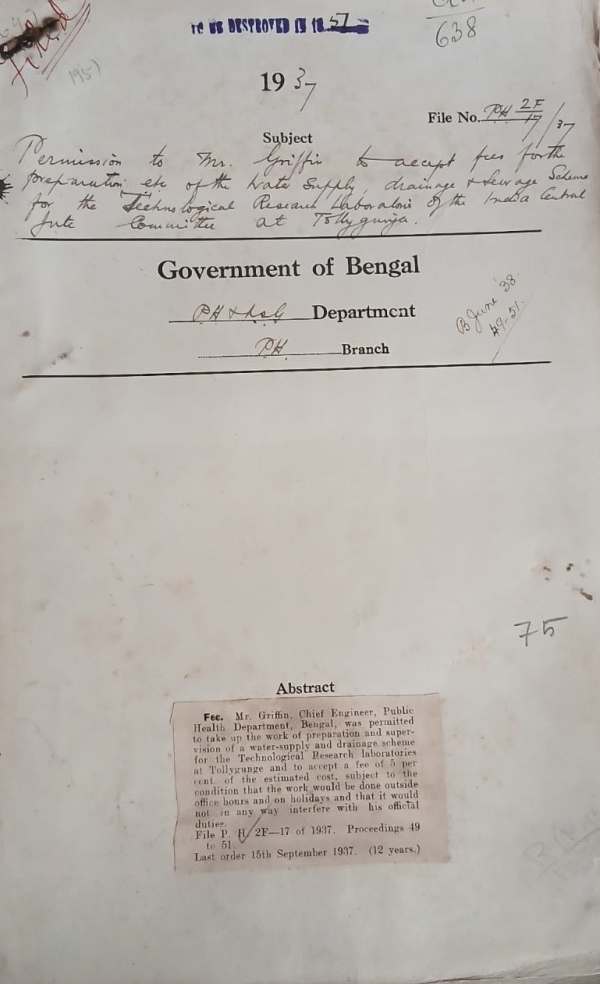 TO BE DESTROYED IN 19 57
638
1957
1937
File No. PH 2F/17/37
Subject
Permission to Mr. Griffin to accept fees for the
preparation etc of the Water Supply, drainage & Sewage Scheme
for the Technological Research Laboratories of the India Central
Jute Committee at Tollygunge.
Government of Bengal
PH & LSG Department
PH Branch
B June '38
49-51.
75
Abstract
Fee. Mr. Griffin, Chief Engineer, Public
Health Department, Bengal, was permitted
to take up the work of preparation and super-
vision of a water-supply and drainage scheme
for the Technological Research laboratories
at Tollygunge and to accept a fee of 5 per
cent. of the estimated cost, subject to the
condition that the work would be done outside
office hours and on holidays and that it would
not in any way interfere with his official
duties.
File P. H. 2F—17 of 1937. Proceedings 49
to 51.
Last order 15th September 1937. (12 years.)